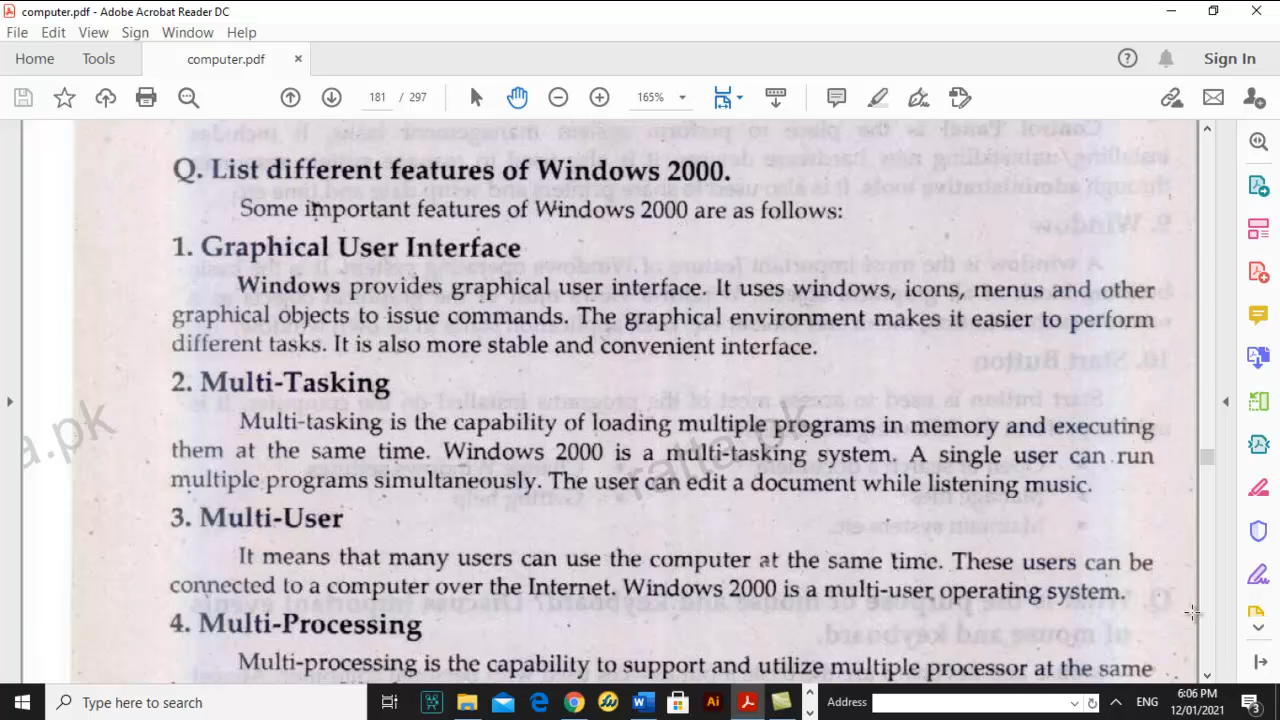 computer.pdf - Adobe Acrobat Reader DC
File Edit View Sign Window Help
Home Tools computer.pdf × Sign In
181 / 297 165%
Q. List different features of Windows 2000.
Some important features of Windows 2000 are as follows:
1. Graphical User Interface
Windows provides graphical user interface. It uses windows, icons, menus and other
graphical objects to issue commands. The graphical environment makes it easier to perform
different tasks. It is also more stable and convenient interface.
2. Multi-Tasking
Multi-tasking is the capability of loading multiple programs in memory and executing
them at the same time. Windows 2000 is a multi-tasking system. A single user can run
multiple programs simultaneously. The user can edit a document while listening music.
3. Multi-User
It means that many users can use the computer at the same time. These users can be
connected to a computer over the Internet. Windows 2000 is a multi-user operating system.
4. Multi-Processing
Multi-processing is the capability to support and utilize multiple processor at the same
ta.pk
ratta.pk
Type here to search
Address
ENG
6:06 PM
12/01/2021
3